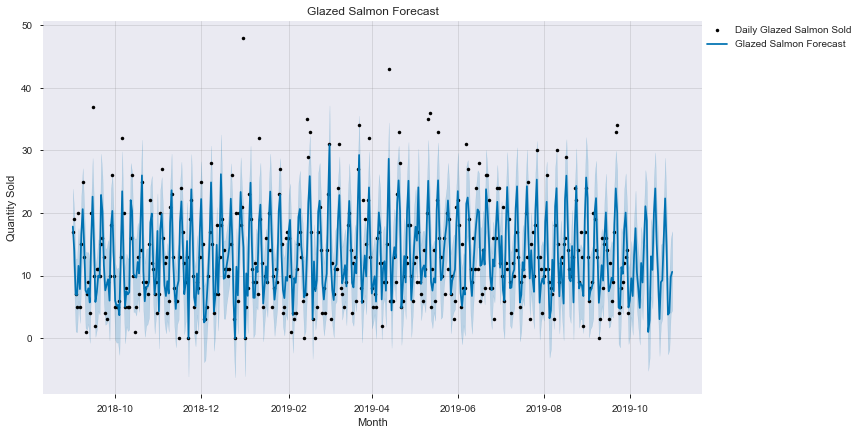 Glazed Salmon Forecast
Daily Glazed Salmon Sold
Glazed Salmon Forecast
50
40
30
20
10
0
Quantity Sold
2018-10 2018-12 2019-02 2019-04 2019-06 2019-08 2019-10
Month